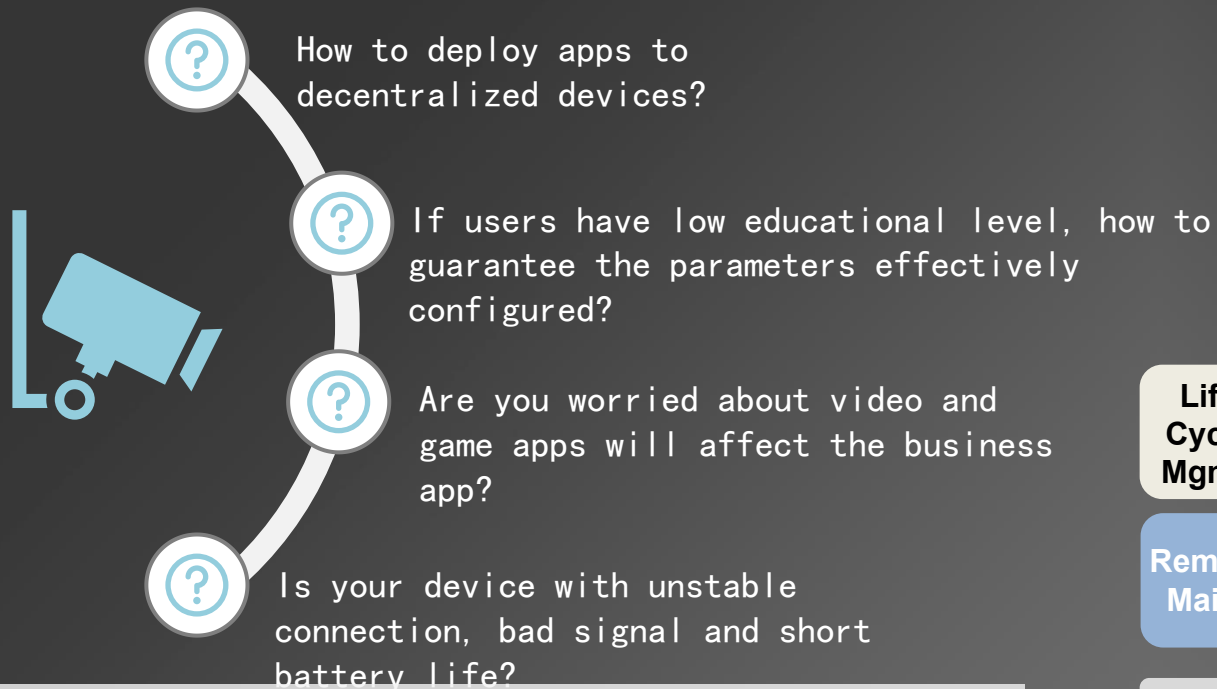 How to deploy apps to
decentralized devices?
If users have low educational level, how to
guarantee the parameters effectively
configured?
Are you worried about video and
game apps will affect the business
app?
Is your device with unstable
connection, bad signal and short
battery life?